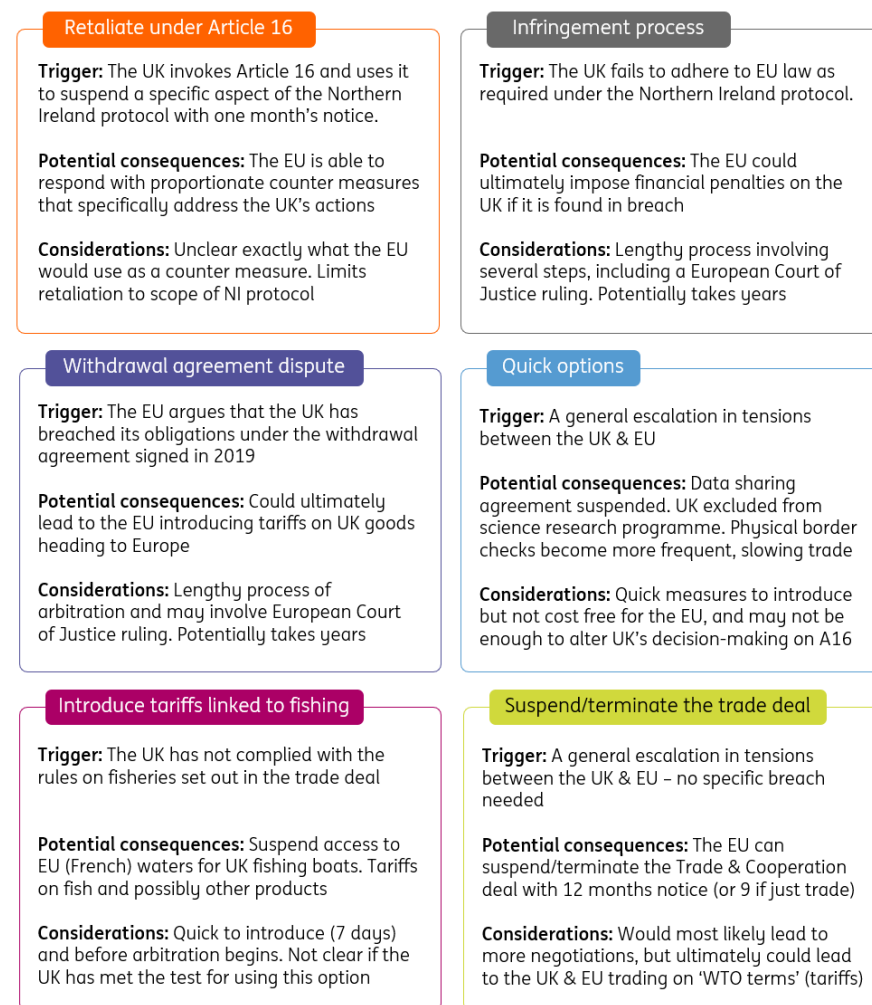 Retaliate under Article 16
Trigger: The UK invokes Article 16 and uses it
to suspend a specific aspect of the Northern
Ireland protocol with one month's notice.
Potential consequences: The EU is able to
respond with proportionate counter measures
that specifically address the UK's actions
Considerations: Unclear exactly what the EU
would use as a counter measure. Limits
retaliation to scope of NI protocol
Infringement process
Trigger: The UK fails to adhere to EU law as
required under the Northern Ireland protocol.
Potential consequences: The EU could
ultimately impose financial penalties on the
UK if it is found in breach
Considerations: Lengthy process involving
several steps, including a European Court of
Justice ruling. Potentially takes years
Withdrawal agreement dispute
Trigger: The EU argues that the UK has
breached its obligations under the withdrawal
agreement signed in 2019
Potential consequences: Could ultimately
lead to the EU introducing tariffs on UK goods
heading to Europe
Considerations: Lengthy process of
arbitration and may involve European Court
of Justice ruling. Potentially takes years
Quick options
Trigger: A general escalation in tensions
between the UK & EU
Potential consequences: Data sharing
agreement suspended. UK excluded from
science research programme. Physical border
checks become more frequent, slowing trade
Considerations: Quick measures to introduce
but not cost free for the EU, and may not be
enough to alter UK's decision-making on A16
Introduce tariffs linked to fishing
Trigger: The UK has not complied with the
rules on fisheries set out in the trade deal
Potential consequences: Suspend access to
EU (French) waters for UK fishing boats. Tariffs
on fish and possibly other products
Considerations: Quick to introduce (7 days)
and before arbitration begins. Not clear if the
UK has met the test for using this option
Suspend/terminate the trade deal
Trigger: A general escalation in tensions
between the UK & EU – no specific breach
needed
Potential consequences: The EU can
suspend/terminate the Trade & Cooperation
deal with 12 months notice (or 9 if just trade)
Considerations: Would most likely lead to
more negotiations, but ultimately could lead
to the UK & EU trading on 'WTO terms' (tariffs)